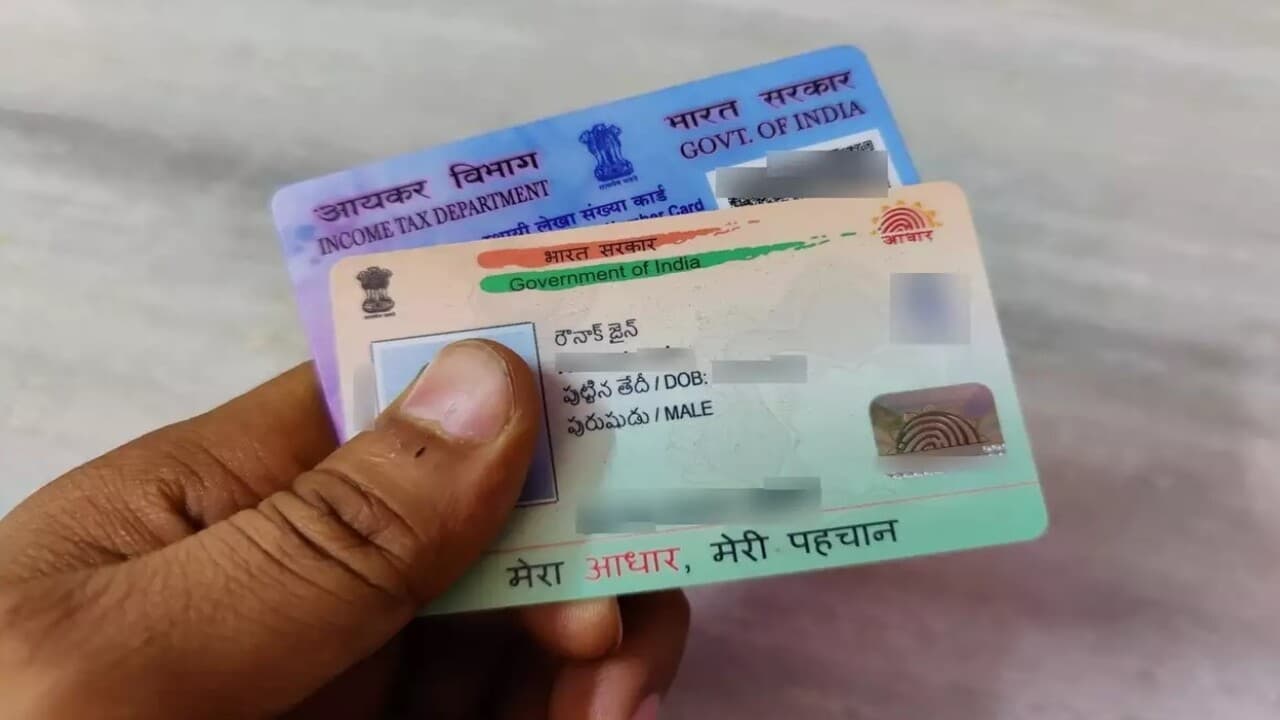 आयकर विभाग
INCOME TAX DEPARTMENT
भारत सरकार
GOVT. OF INDIA
लेखा संख्या कार्ड
Card
भारत सरकार
Government of India
आधार
రౌనాక్ జైన్
పుట్టిన తేదీ / DOB:
పురుషుడు / MALE
मेरा आधार, मेरी पहचान